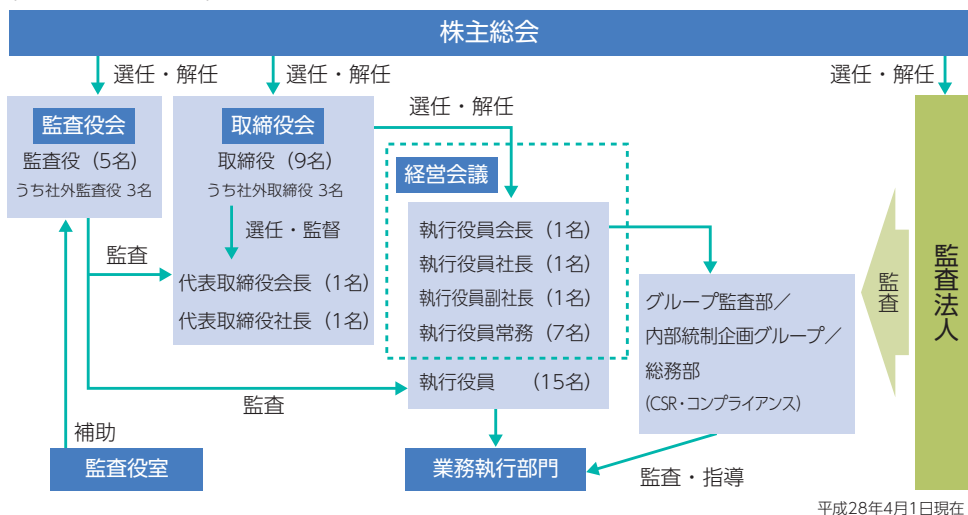 株主総会
選任・解任
選任・解任
選任・解任
監査役会
監査役（5名）
うち社外監査役 3名
取締役会
取締役（9名）
うち社外取締役 3名
選任・監督
代表取締役会長（1名）
代表取締役社長（1名）
選任・解任
経営会議
執行役員会長（1名）
執行役員社長（1名）
執行役員副社長（1名）
執行役員常務（7名）
執行役員　（15名）
グループ監査部／
内部統制企画グループ／
総務部
(CSR・コンプライアンス)
監査
監査法人
監査
監査
補助
監査役室
業務執行部門
監査・指導
平成28年4月1日現在